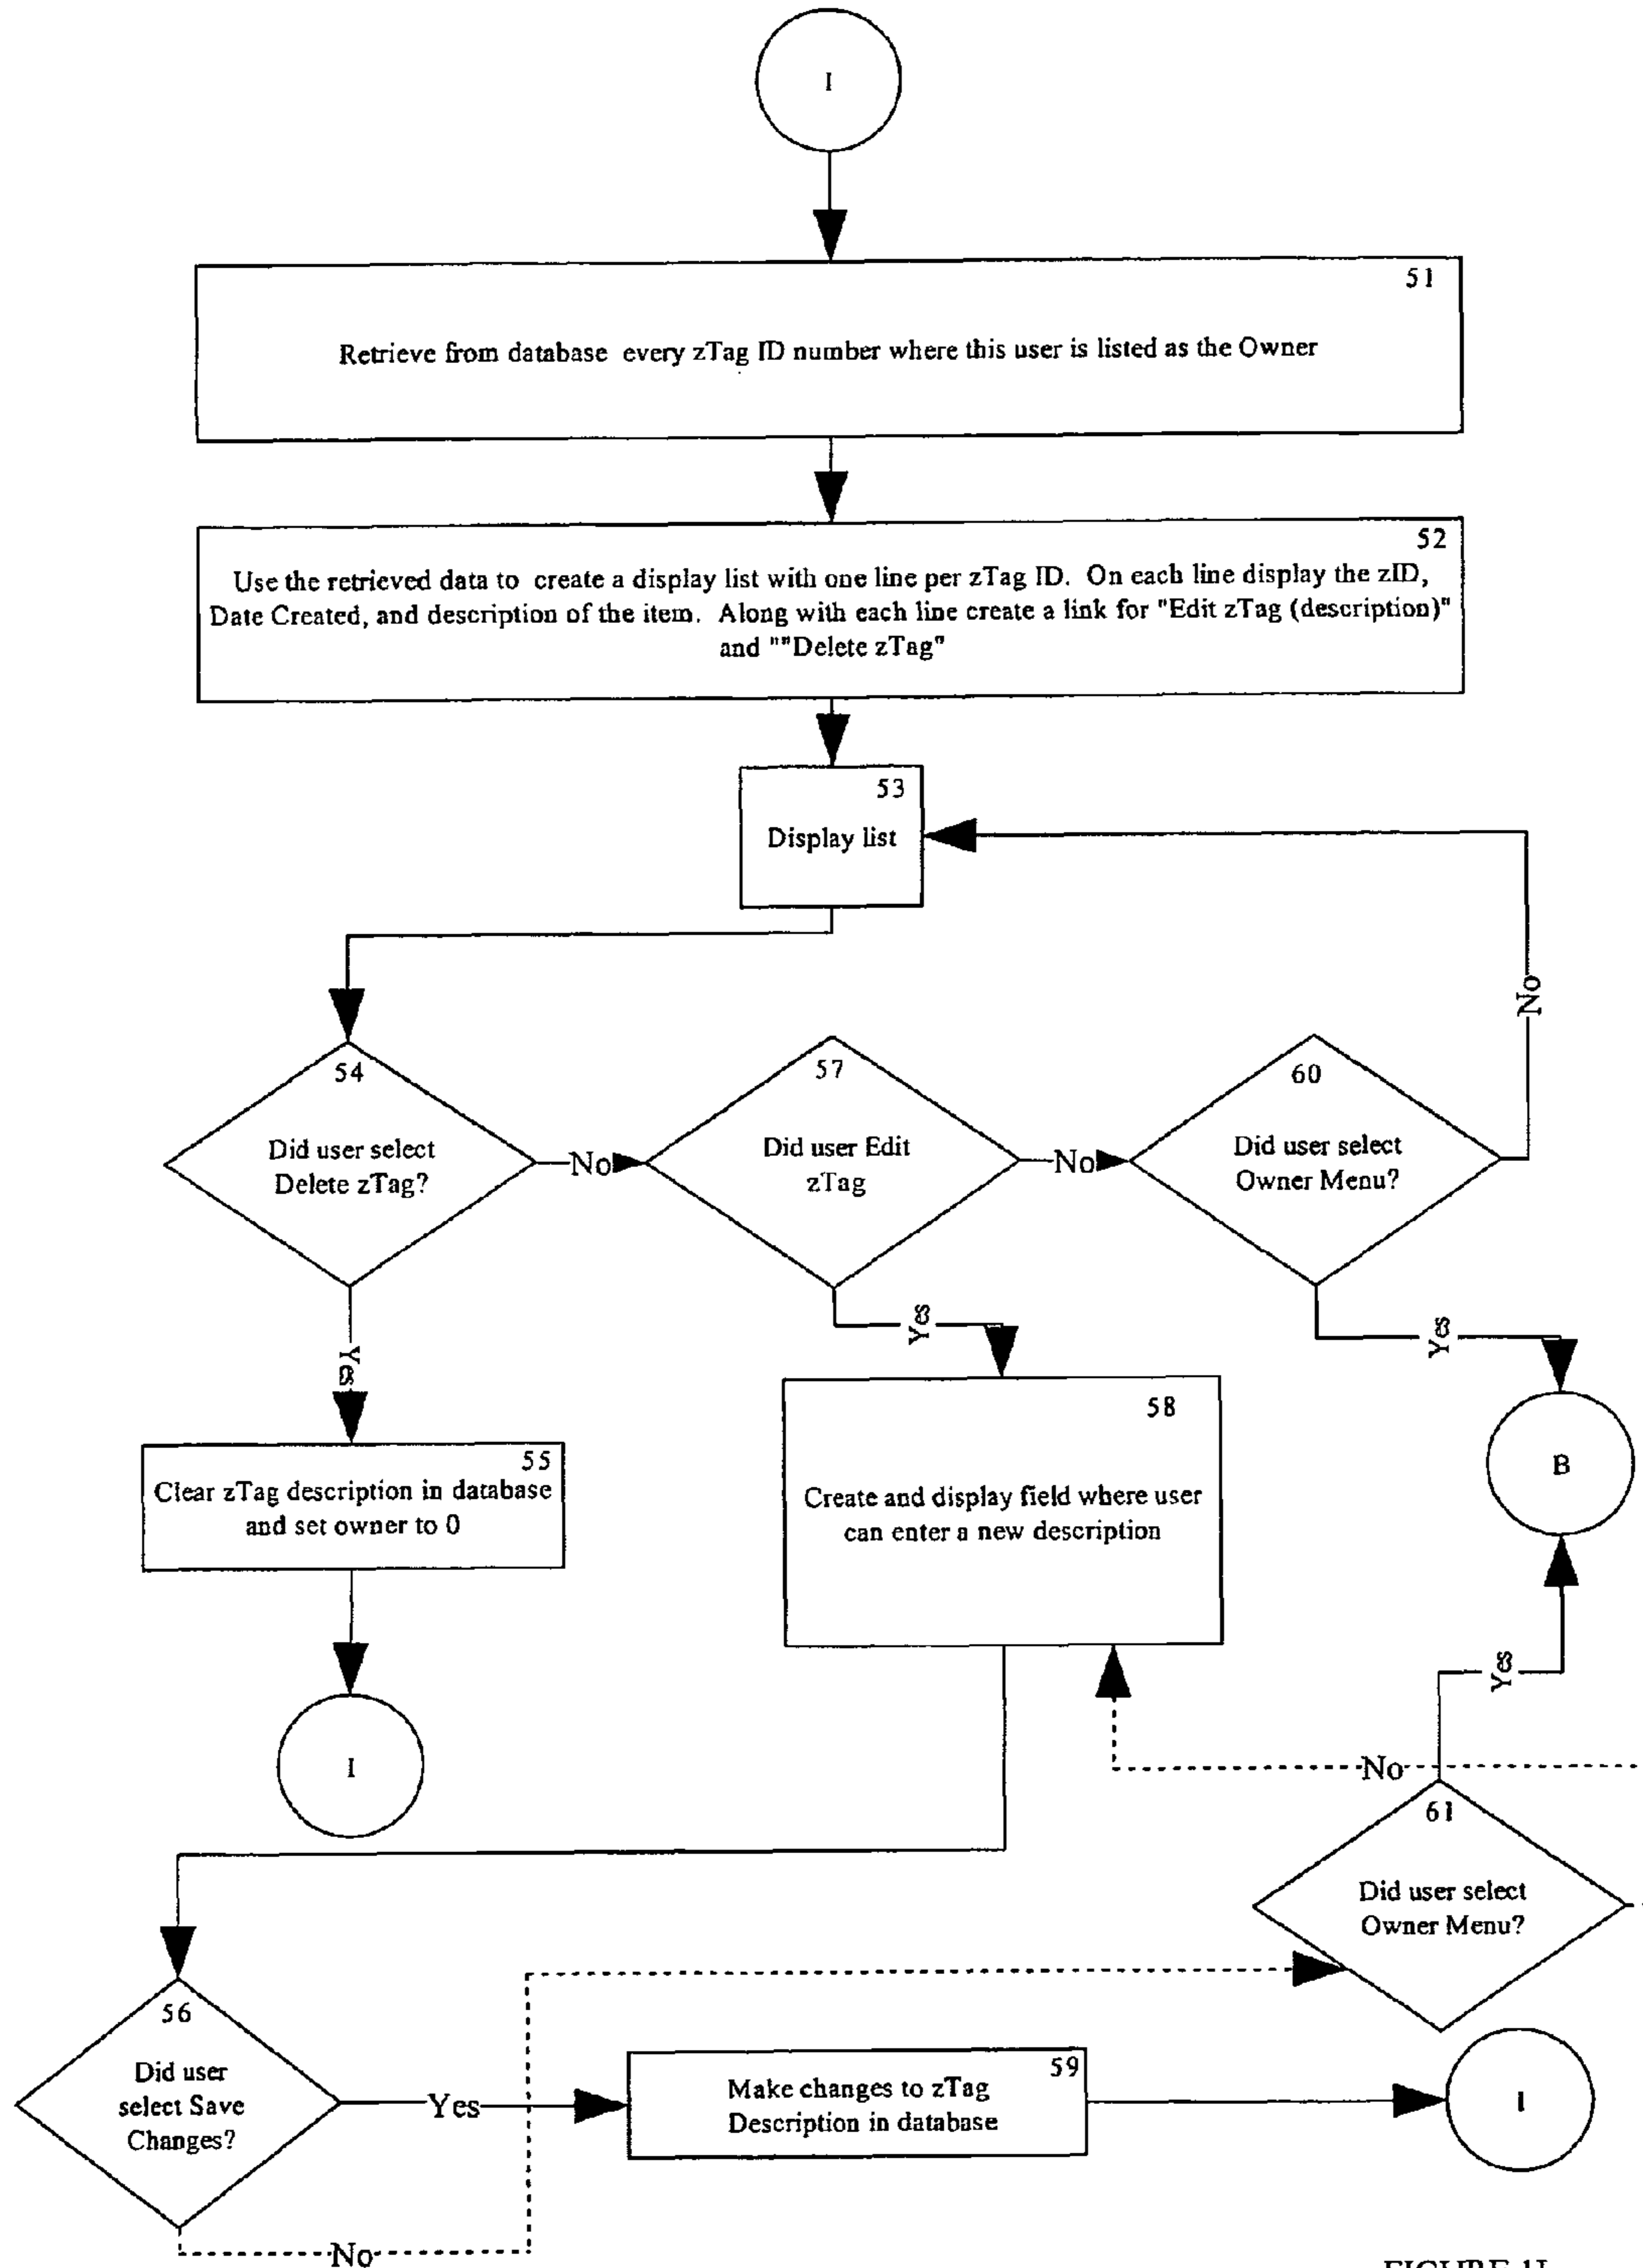 I
51
Retrieve from database every zTag ID number where this user is listed as the Owner
52
Use the retrieved data to create a display list with one line per zTag ID. On each line display the zID,
Date Created, and description of the item. Along with each line create a link for "Edit zTag (description)"
and ""Delete zTag"
53
Display list
No
54
Did user select
Delete zTag?
No
57
Did user Edit
zTag
No
60
Did user select
Owner Menu?
Yes
Yes
Yes
55
Clear zTag description in database
and set owner to 0
58
Create and display field where user
can enter a new description
B
Yes
I
No
61
Did user select
Owner Menu?
56
Did user
select Save
Changes?
Yes
59
Make changes to zTag
Description in database
I
No